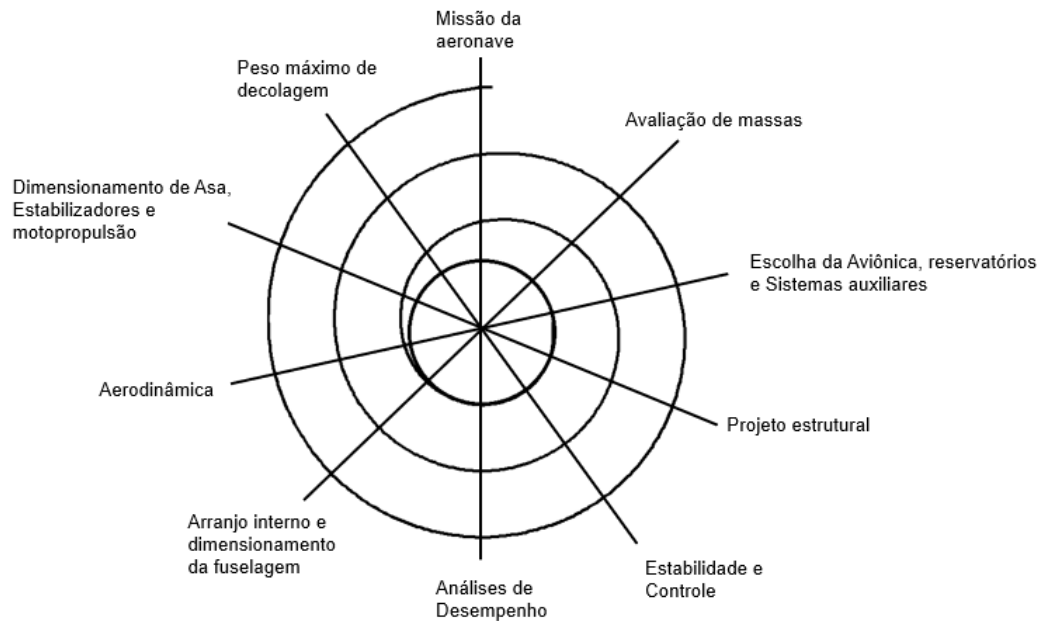 Missão da
aeronave
Peso máximo de
decolagem
Avaliação de massas
Dimensionamento de Asa,
Estabilizadores e
motopropulsão
Escolha da Aviônica, reservatórios
e Sistemas auxiliares
Aerodinâmica
Projeto estrutural
Arranjo interno e
dimensionamento
da fuselagem
Estabilidade e
Controle
Análises de
Desempenho